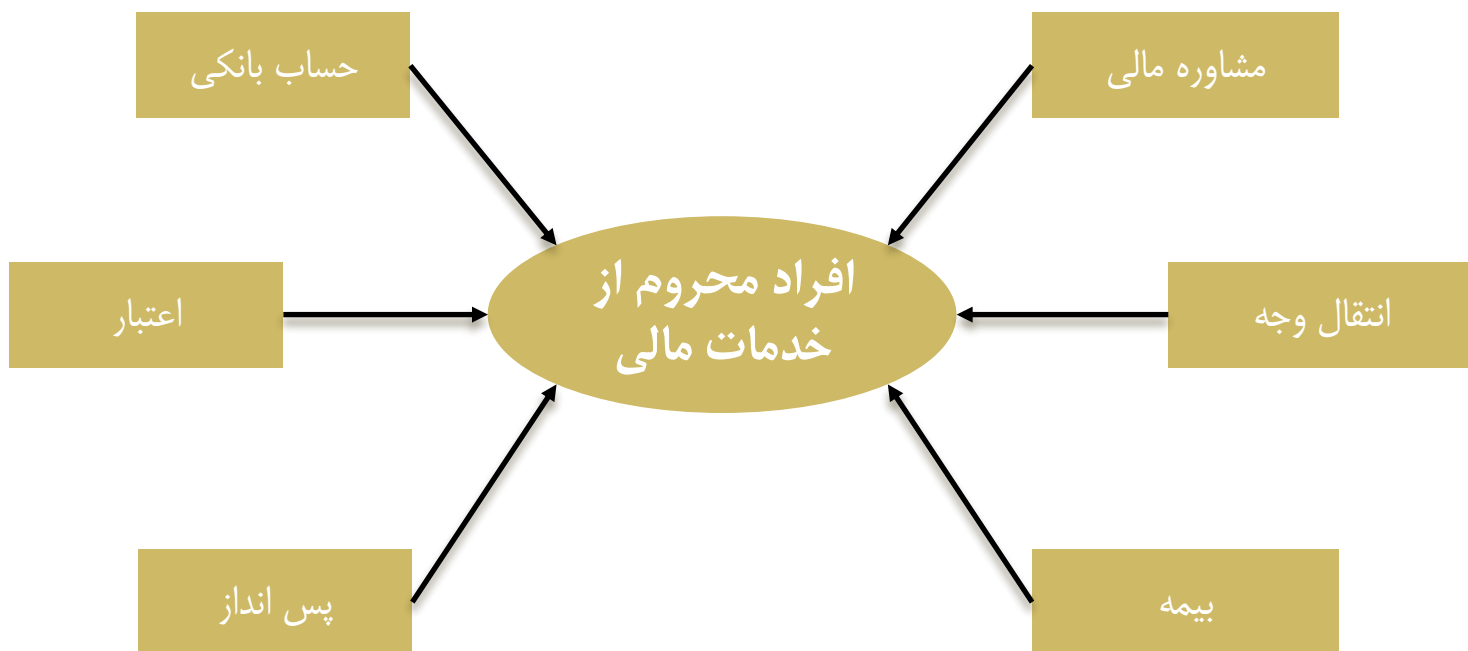 مشاوره مالی
حساب بانکی
افراد محروم از
خدمات مالی
انتقال وجه
اعتبار
بیمه
پس انداز